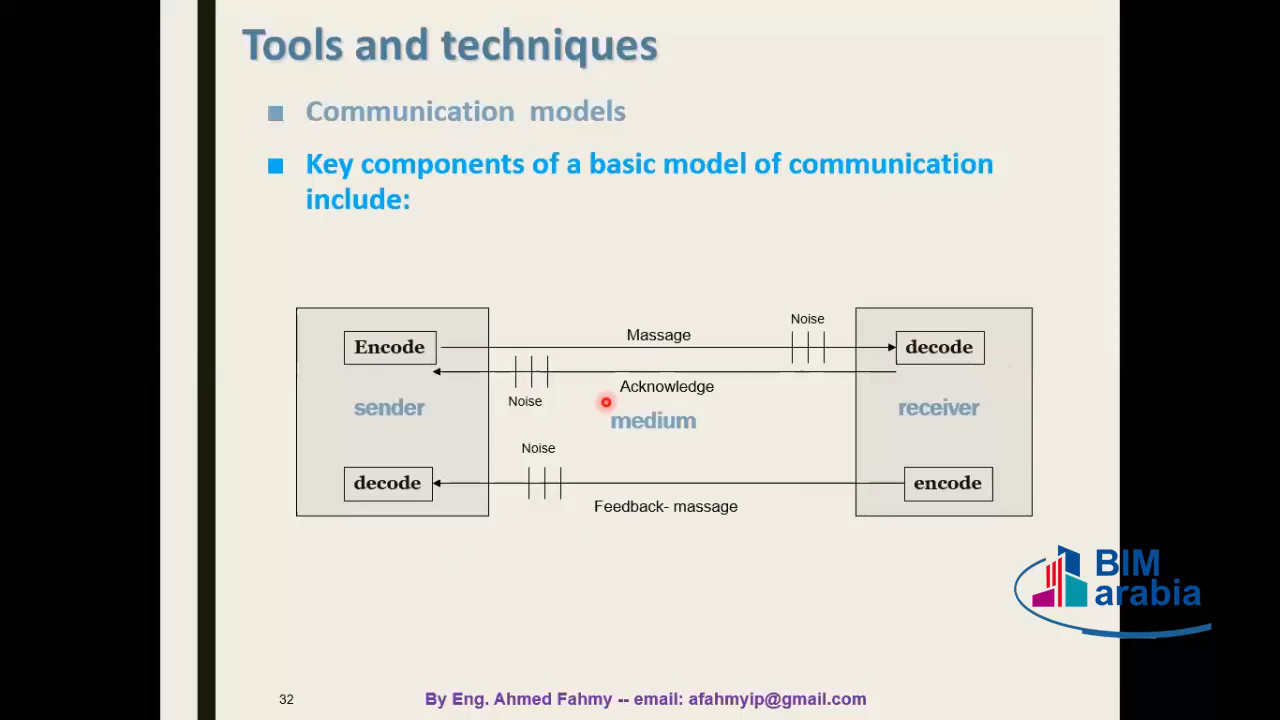 Tools and techniques
Communication models
Key components of a basic model of communication
include:
Noise
Massage
Encode
decode
Acknowledge
Noise
sender
medium
receiver
Noise
decode
encode
Feedback- massage
BIM
arabia
32
By Eng. Ahmed Fahmy -- email: afahmyip@gmail.com